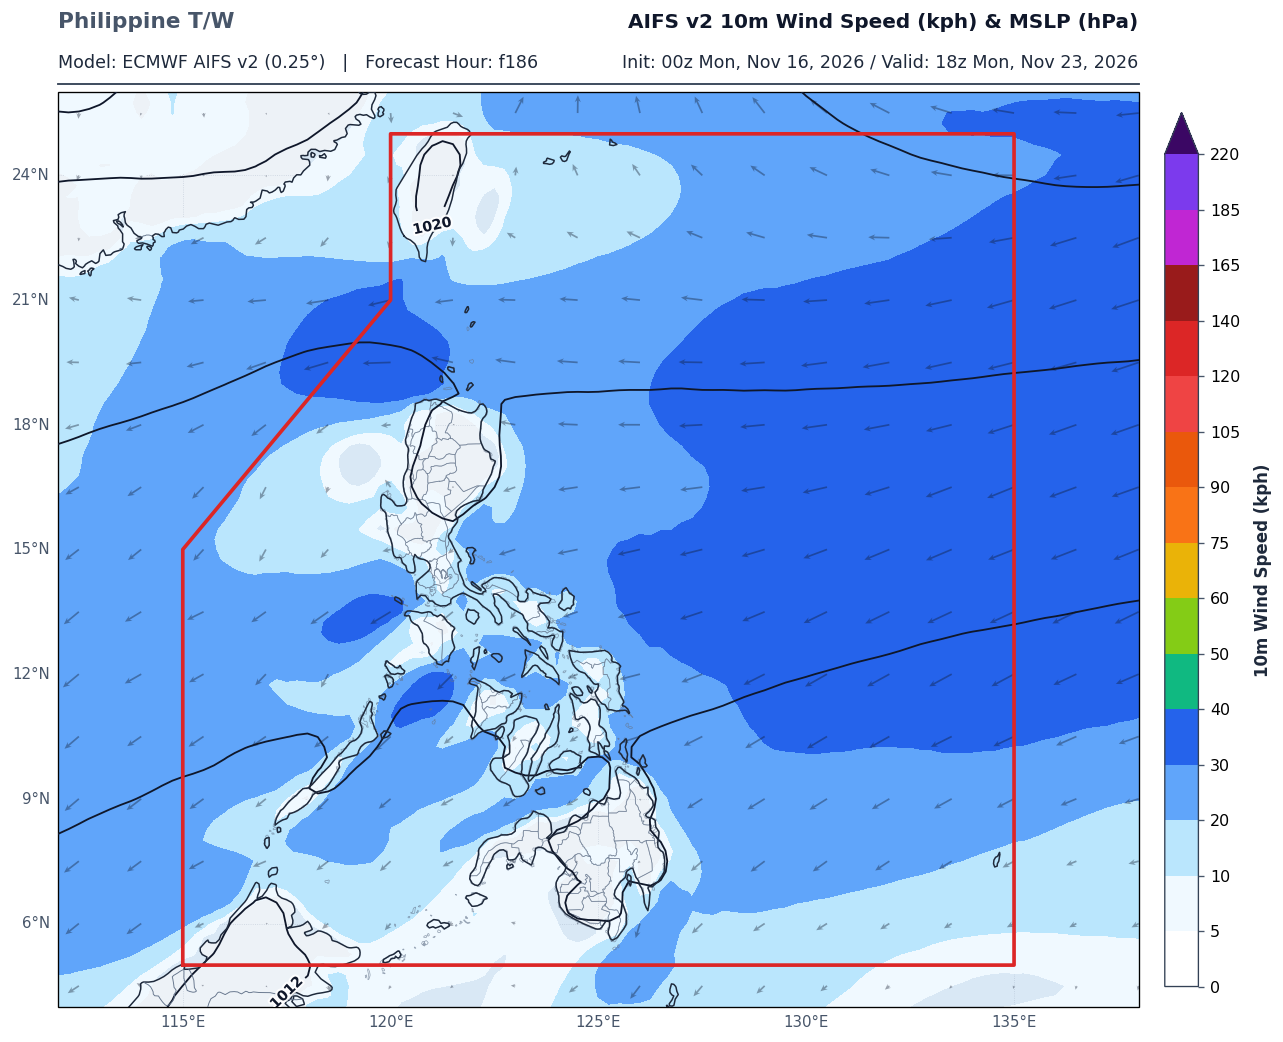 Philippine T/W
AIFS v2 10m Wind Speed (kph) & MSLP (hPa)
Model: ECMWF AIFS v2 (0.25°) | Forecast Hour: f186
Init: 00z Mon, Nov 16, 2026 / Valid: 18z Mon, Nov 23, 2026
24°N
21°N
18°N
15°N
12°N
9°N
6°N
1020
1012
115°E
120°E
125°E
130°E
135°E
220
185
165
140
120
105
90
75
60
50
40
30
20
10
5
0
10m Wind Speed (kph)